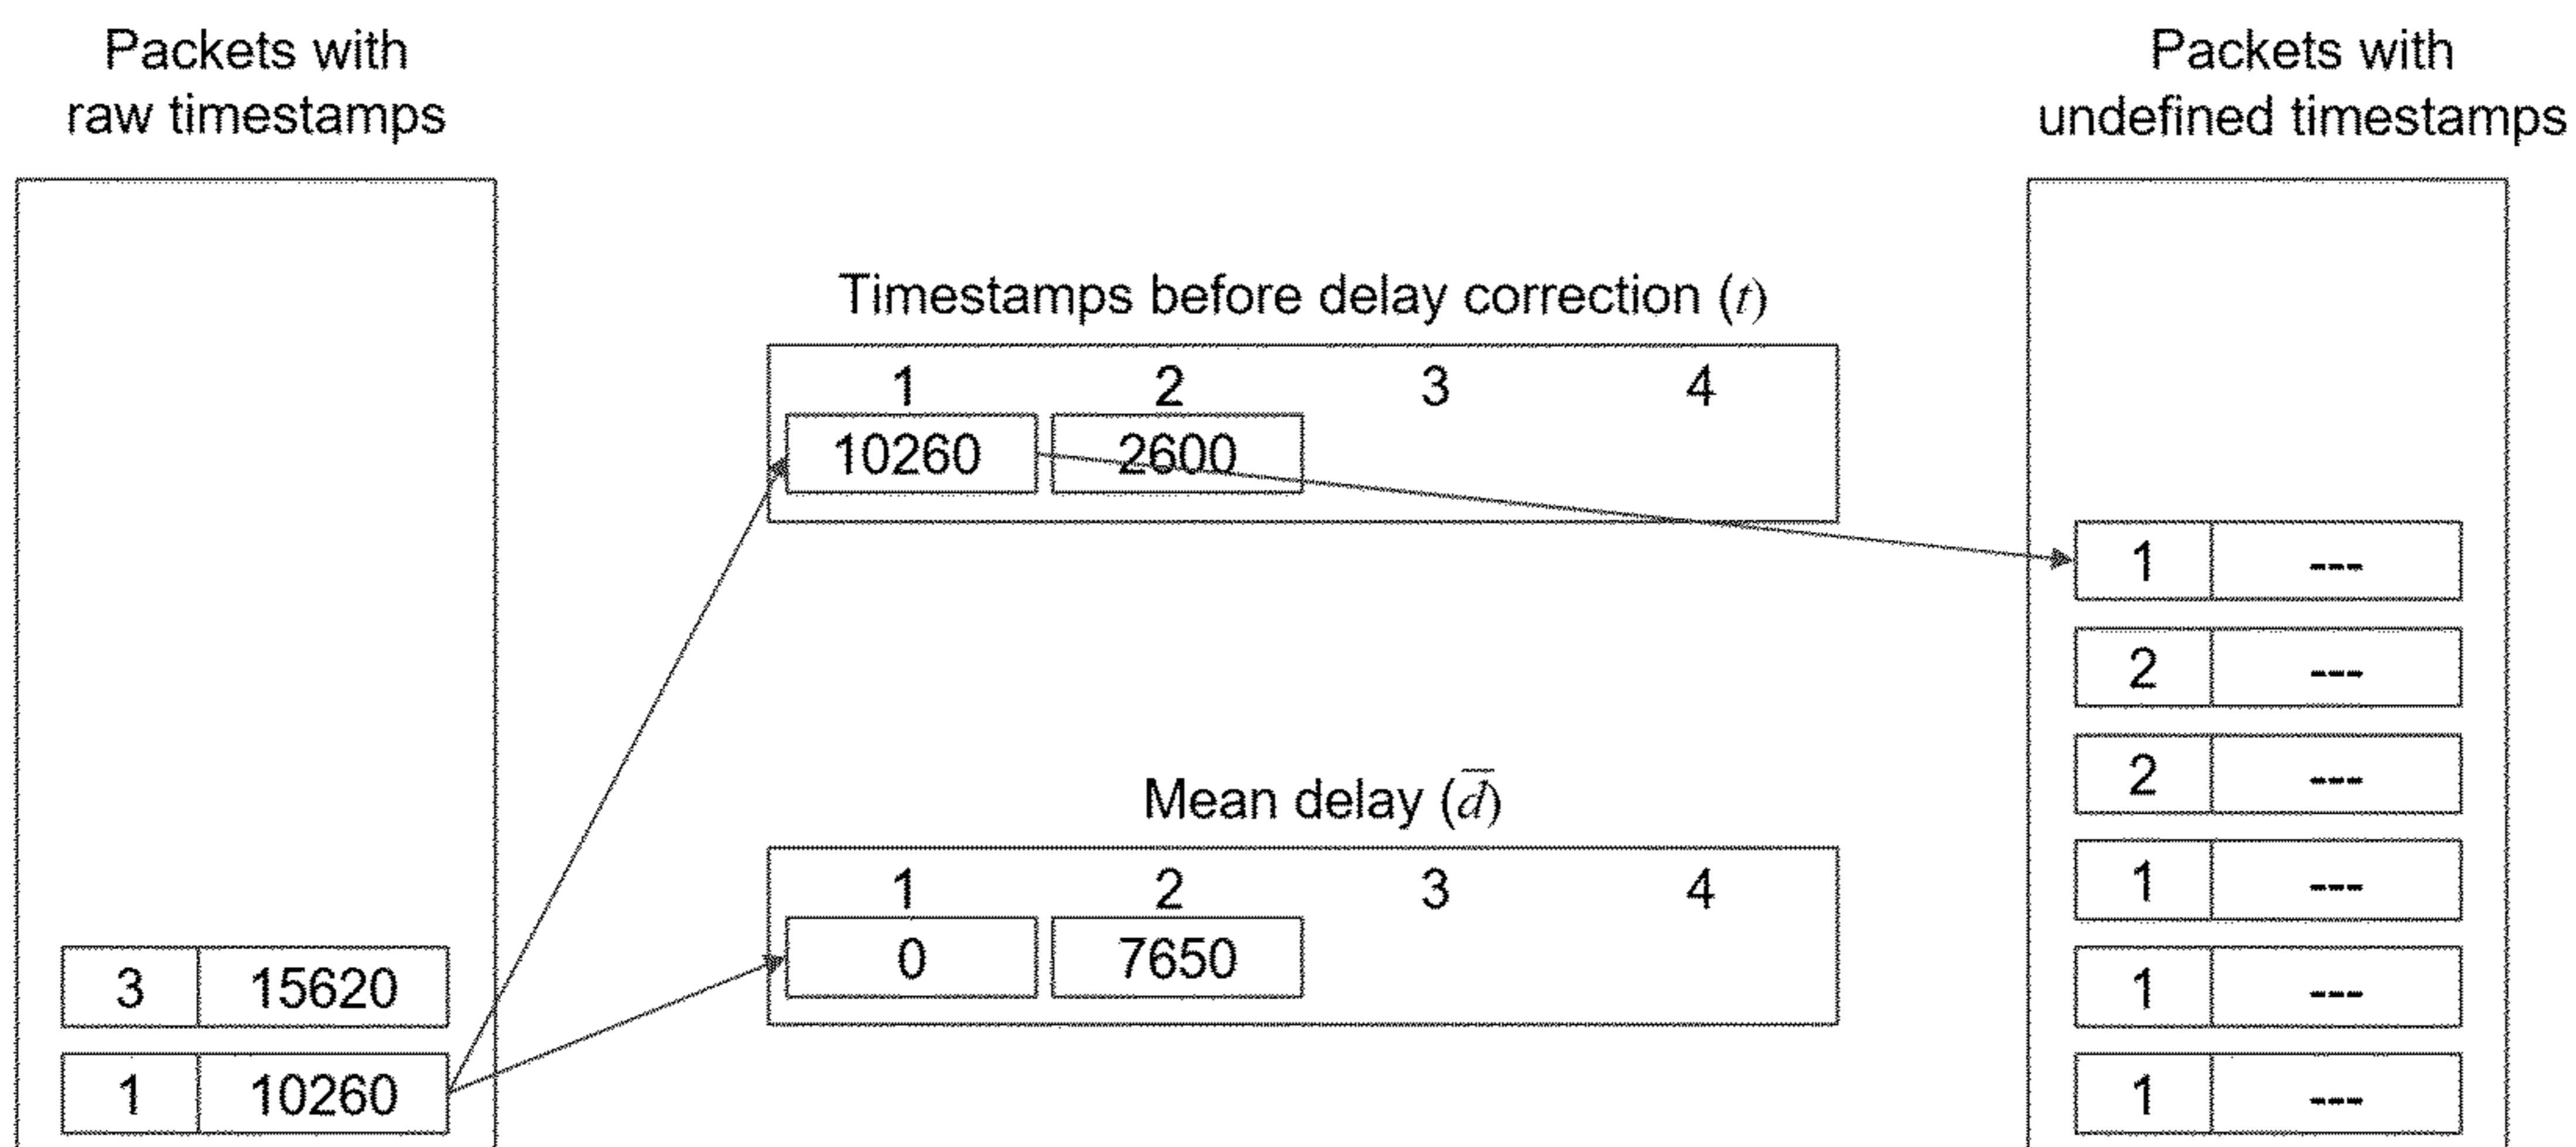 Packets with
raw timestamps
3 15620
1 10260
Timestamps before delay correction (t)
1 2 3 4
10260 2600
Mean delay (d̅)
1 2 3 4
0 7650
Packets with
undefined timestamps
1 ---
2 ---
2 ---
1 ---
1 ---
1 ---